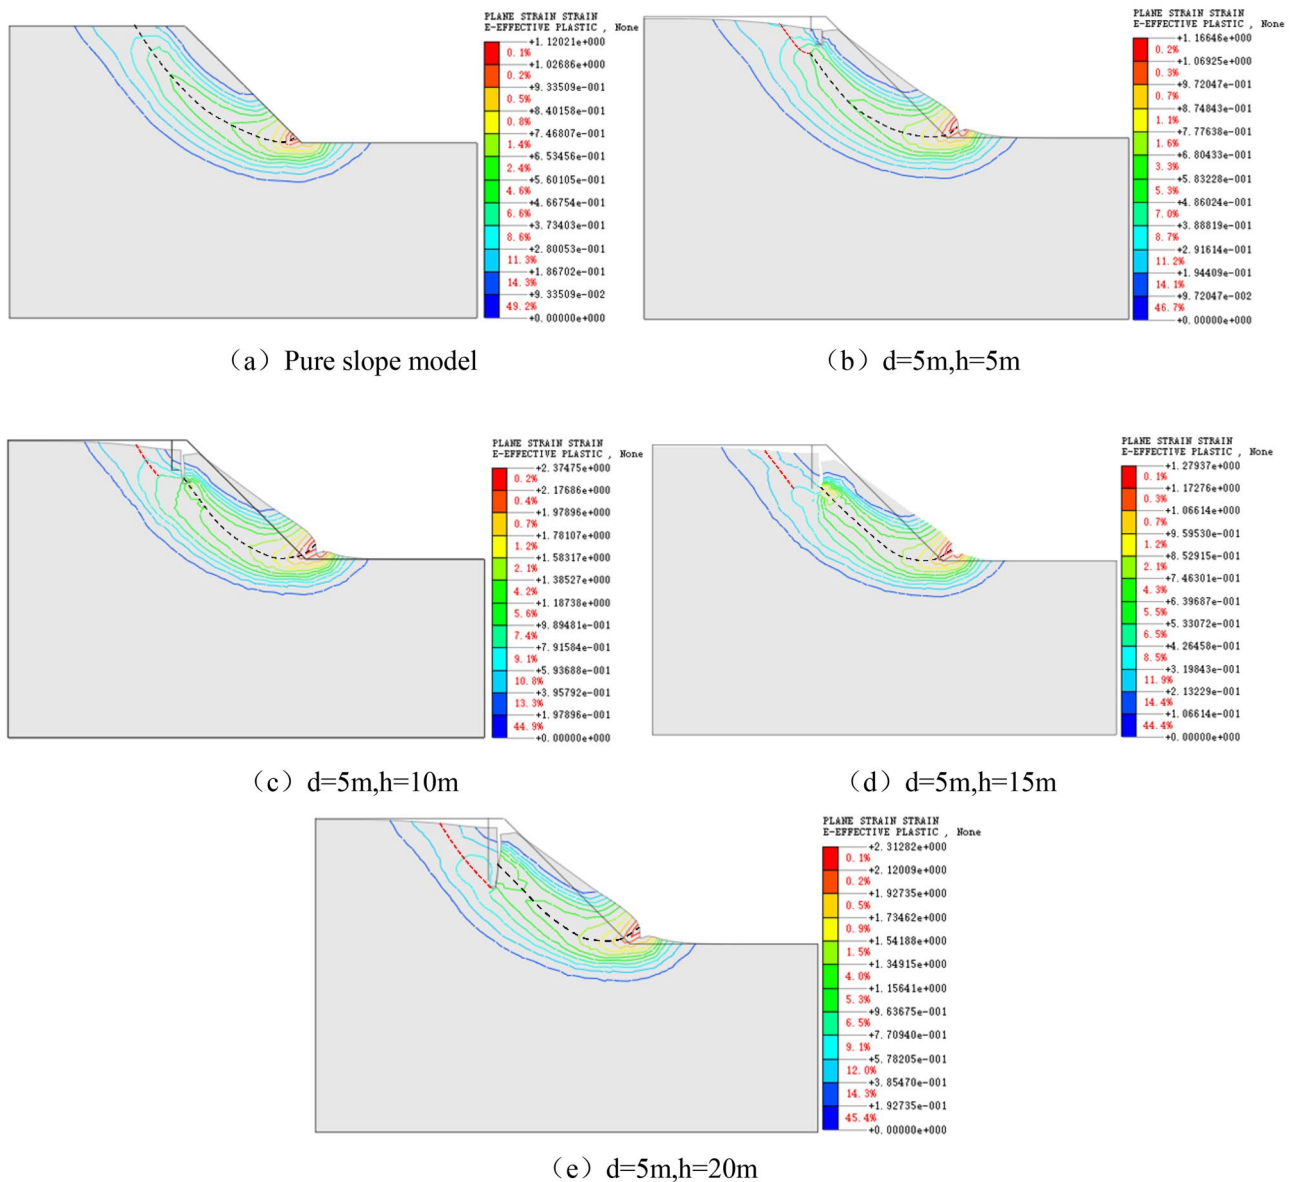 PLANE STRAIN STRAIN
E-EFFECTIVE PLASTIC , None
+1.12021e+000
0.1%
+1.02686e+000
0.2%
+9.33509e-001
0.5%
+8.40158e-001
0.8%
+7.46807e-001
1.4%
+6.53456e-001
2.4%
+5.60105e-001
4.6%
+4.66754e-001
6.6%
+3.73403e-001
8.6%
+2.80053e-001
11.3%
+1.86702e-001
14.3%
+9.33509e-002
49.2%
+0.00000e+000
（a）Pure slope model
PLANE STRAIN STRAIN
E-EFFECTIVE PLASTIC , None
+1.16646e+000
0.2%
+1.06925e+000
0.3%
+9.72047e-001
0.7%
+8.74843e-001
1.1%
+7.77638e-001
1.6%
+6.80433e-001
3.3%
+5.83228e-001
5.3%
+4.86024e-001
7.0%
+3.88819e-001
8.7%
+2.91614e-001
11.2%
+1.94409e-001
14.1%
+9.72047e-002
46.7%
+0.00000e+000
（b）d=5m,h=5m
PLANE STRAIN STRAIN
E-EFFECTIVE PLASTIC , None
+2.37475e+000
0.2%
+2.17686e+000
0.4%
+1.97896e+000
0.7%
+1.78107e+000
1.2%
+1.58317e+000
2.1%
+1.38527e+000
4.2%
+1.18738e+000
5.6%
+9.89481e-001
7.4%
+7.91584e-001
9.1%
+5.93688e-001
10.8%
+3.95792e-001
13.3%
+1.97896e-001
44.9%
+0.00000e+000
（c）d=5m,h=10m
PLANE STRAIN STRAIN
E-EFFECTIVE PLASTIC , None
+1.27937e+000
0.1%
+1.17276e+000
0.3%
+1.06614e+000
0.7%
+9.59530e-001
1.2%
+8.52915e-001
2.1%
+7.46301e-001
4.3%
+6.39687e-001
5.5%
+5.33072e-001
6.5%
+4.26458e-001
8.5%
+3.19843e-001
11.9%
+2.13229e-001
14.4%
+1.06614e-001
44.4%
+0.00000e+000
（d）d=5m,h=15m
PLANE STRAIN STRAIN
E-EFFECTIVE PLASTIC , None
+2.31282e+000
0.1%
+2.12009e+000
0.2%
+1.92735e+000
0.5%
+1.73462e+000
0.9%
+1.54188e+000
1.5%
+1.34915e+000
4.0%
+1.15641e+000
5.3%
+9.63675e-001
6.5%
+7.70940e-001
9.1%
+5.78205e-001
12.0%
+3.85470e-001
14.3%
+1.92735e-001
45.4%
+0.00000e+000
（e）d=5m,h=20m